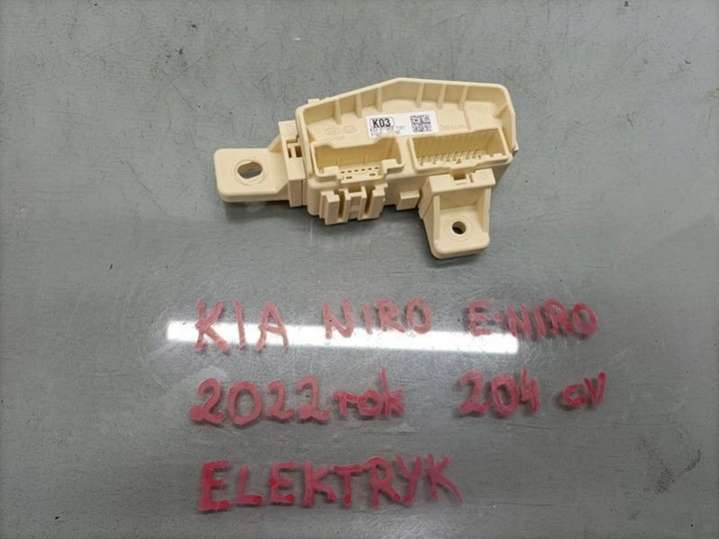 K03
KIA NIRO E-NIRO
2022 rok 204 CV
ELEKTRYK